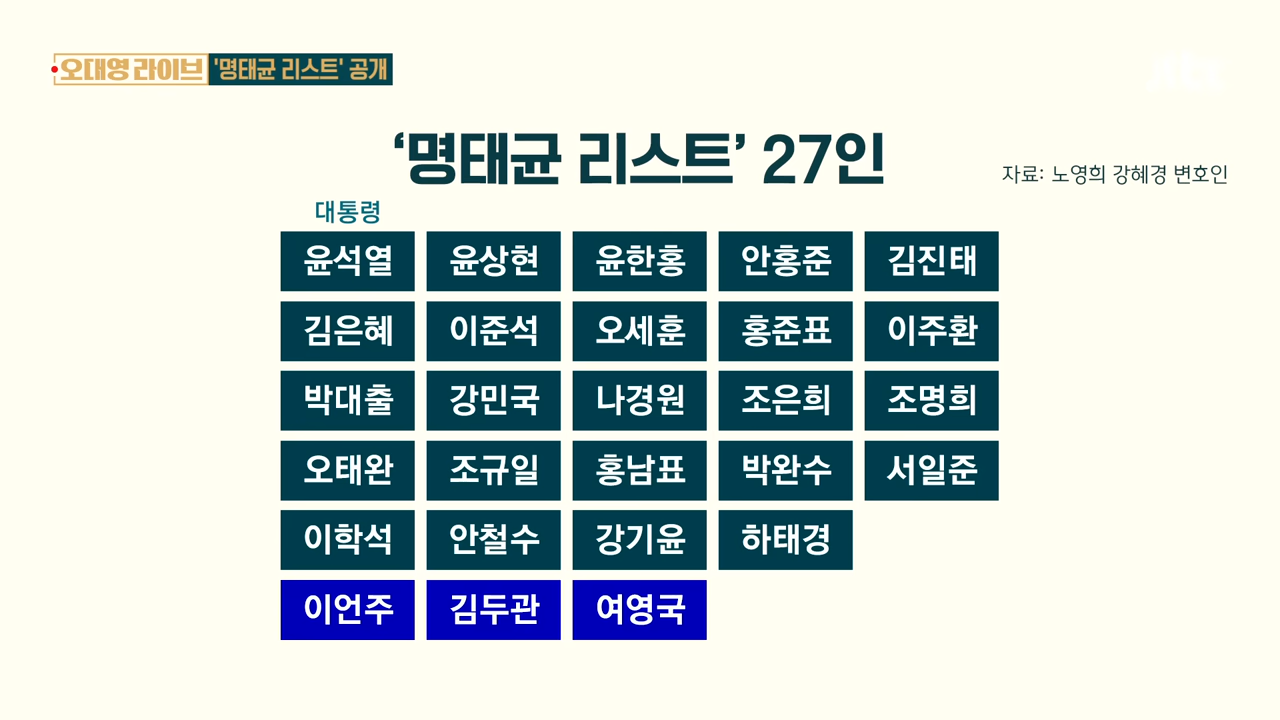 오대영 라이브 '명태균 리스트' 공개
jtbc
‘명태균 리스트’ 27인
자료: 노영희 강혜경 변호인
대통령
윤석열 윤상현 윤한홍 안홍준 김진태
김은혜 이준석 오세훈 홍준표 이주환
박대출 강민국 나경원 조은희 조명희
오태완 조규일 홍남표 박완수 서일준
이학석 안철수 강기윤 하태경
이언주 김두관 여영국